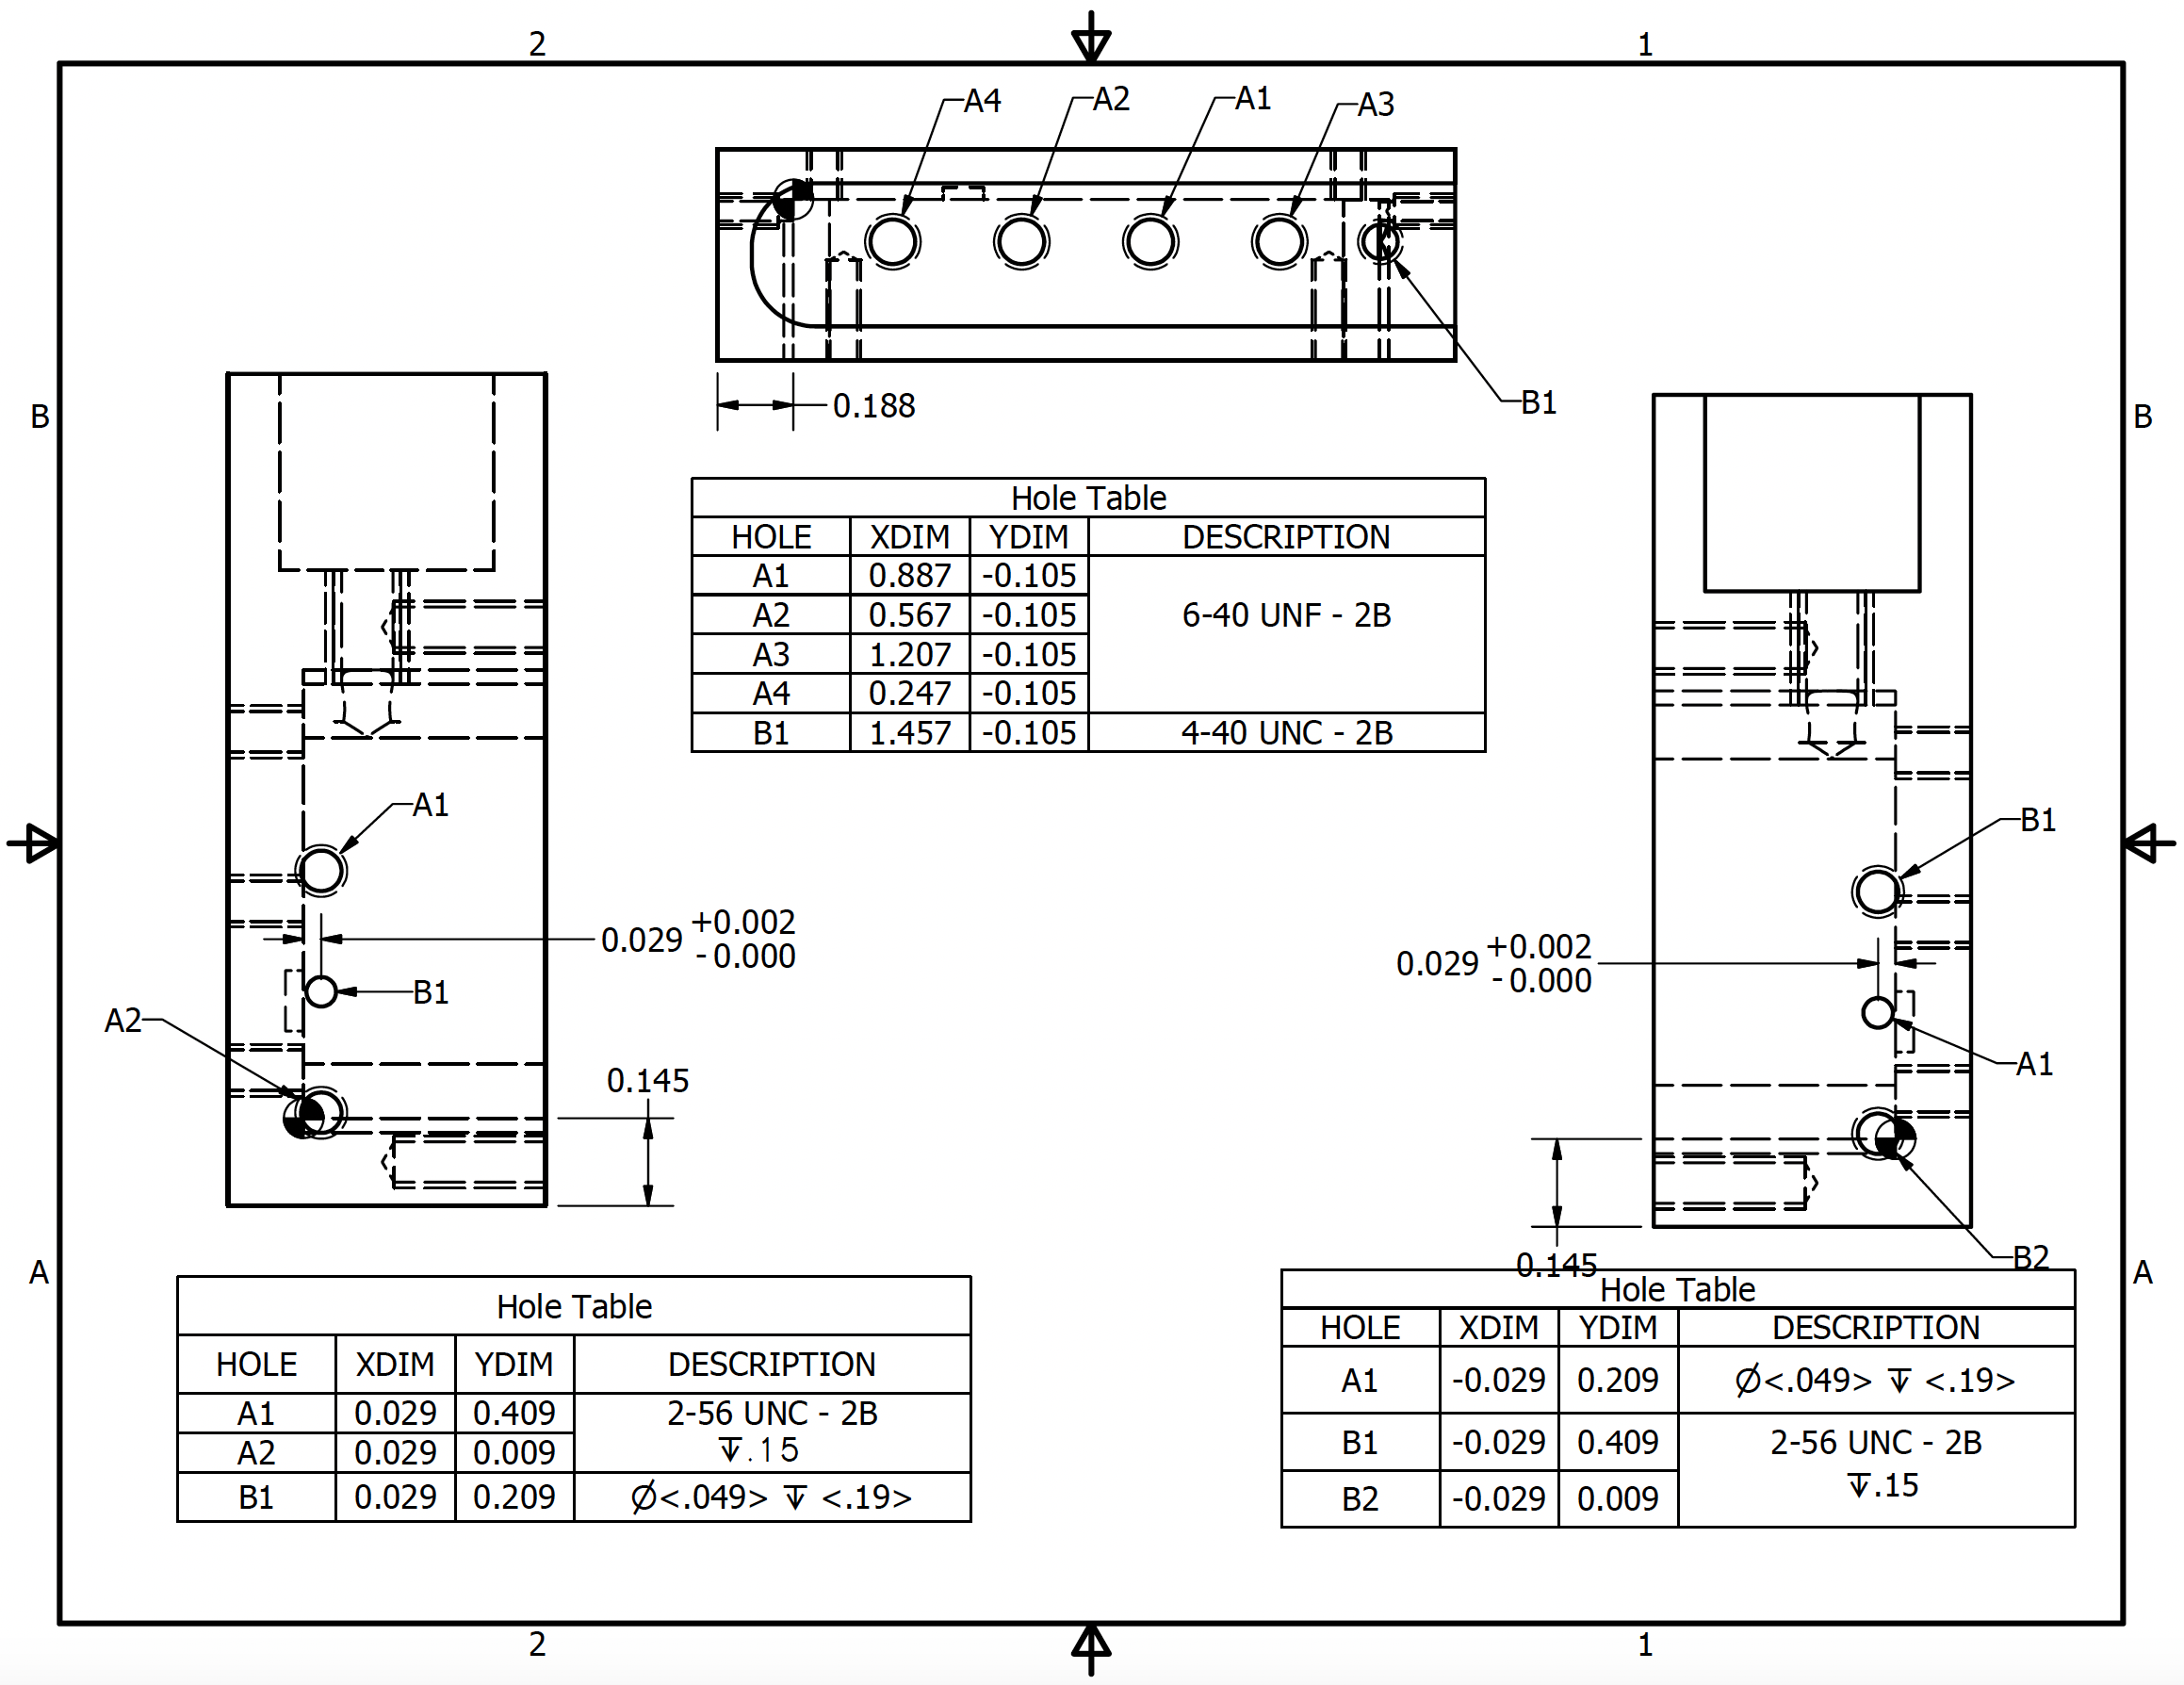 2 1
A4 A2 A1 A3
B1
0.188
B B
Hole Table
HOLE XDIM YDIM DESCRIPTION
A1 0.887 -0.105
A2 0.567 -0.105 6-40 UNF - 2B
A3 1.207 -0.105
A4 0.247 -0.105
B1 1.457 -0.105 4-40 UNC - 2B
A1
0.029 +0.002
-0.000
B1
A2
0.145
B1
0.029 +0.002
-0.000
A1
B2
0.145
A A
Hole Table
HOLE XDIM YDIM DESCRIPTION
A1 0.029 0.409 2-56 UNC - 2B
A2 0.029 0.009 ↧.15
B1 0.029 0.209 ∅<.049> ↧ <.19>
Hole Table
HOLE XDIM YDIM DESCRIPTION
A1 -0.029 0.209 ∅<.049> ↧ <.19>
B1 -0.029 0.409 2-56 UNC - 2B
↧.15
B2 -0.029 0.009
2 1